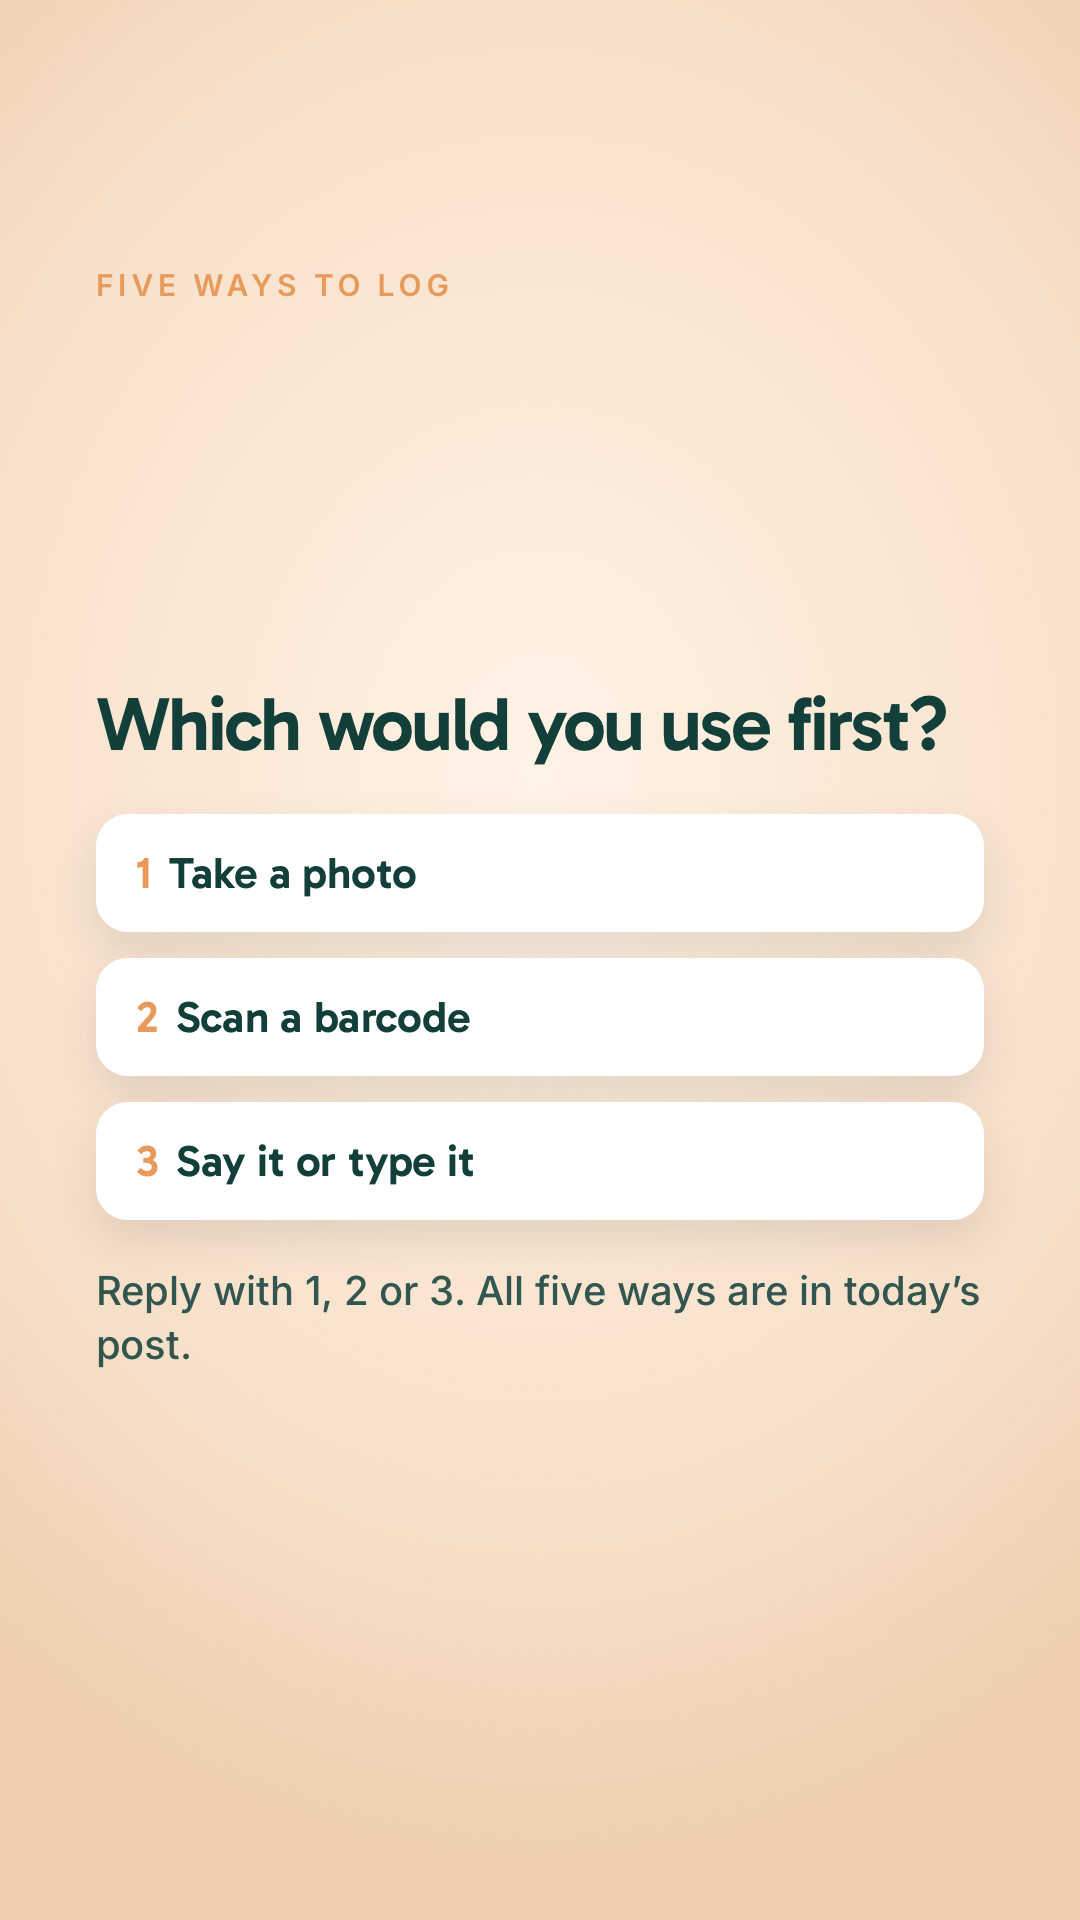 FIVE WAYS TO LOG
Which would you use first?
1 Take a photo
2 Scan a barcode
3 Say it or type it
Reply with 1, 2 or 3. All five ways are in today’s
post.